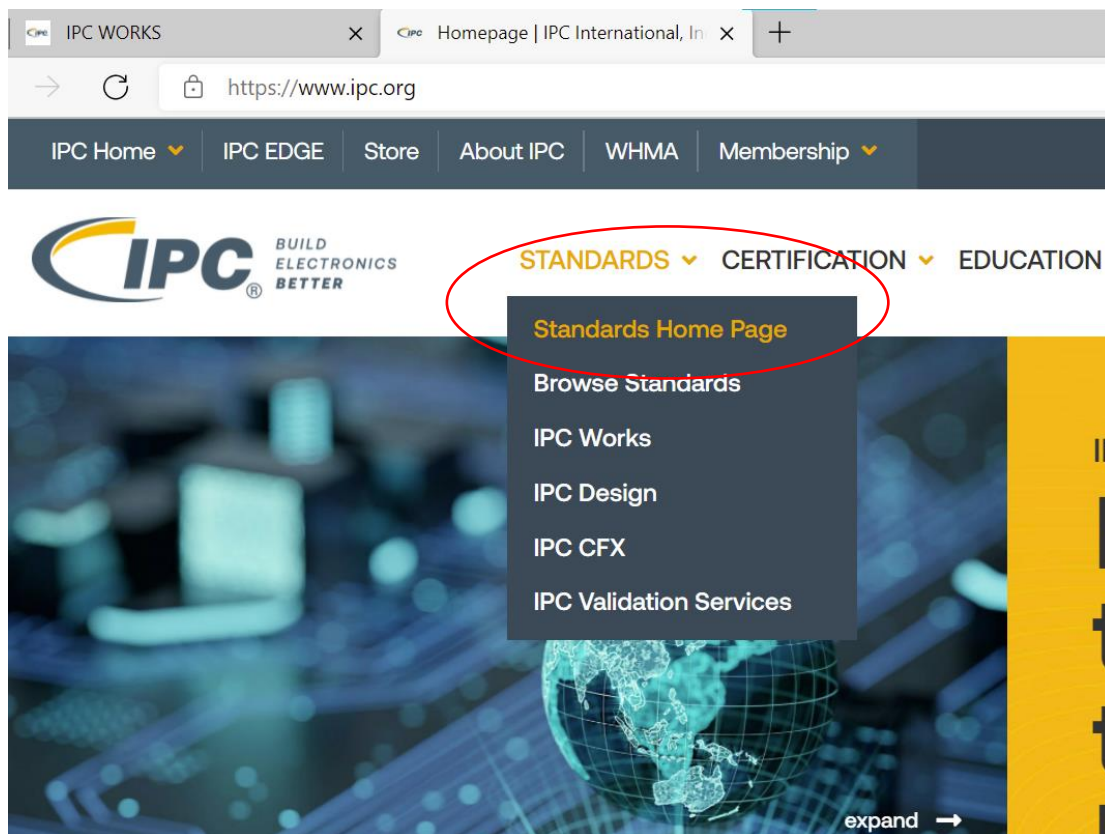 IPC WORKS
Homepage | IPC International, In
https://www.ipc.org
IPC Home IPC EDGE Store About IPC WHMA Membership
IPC® BUILD
ELECTRONICS
BETTER
STANDARDS CERTIFICATION EDUCATION
Standards Home Page
Browse Standards
IPC Works
IPC Design
IPC CFX
IPC Validation Services
expand